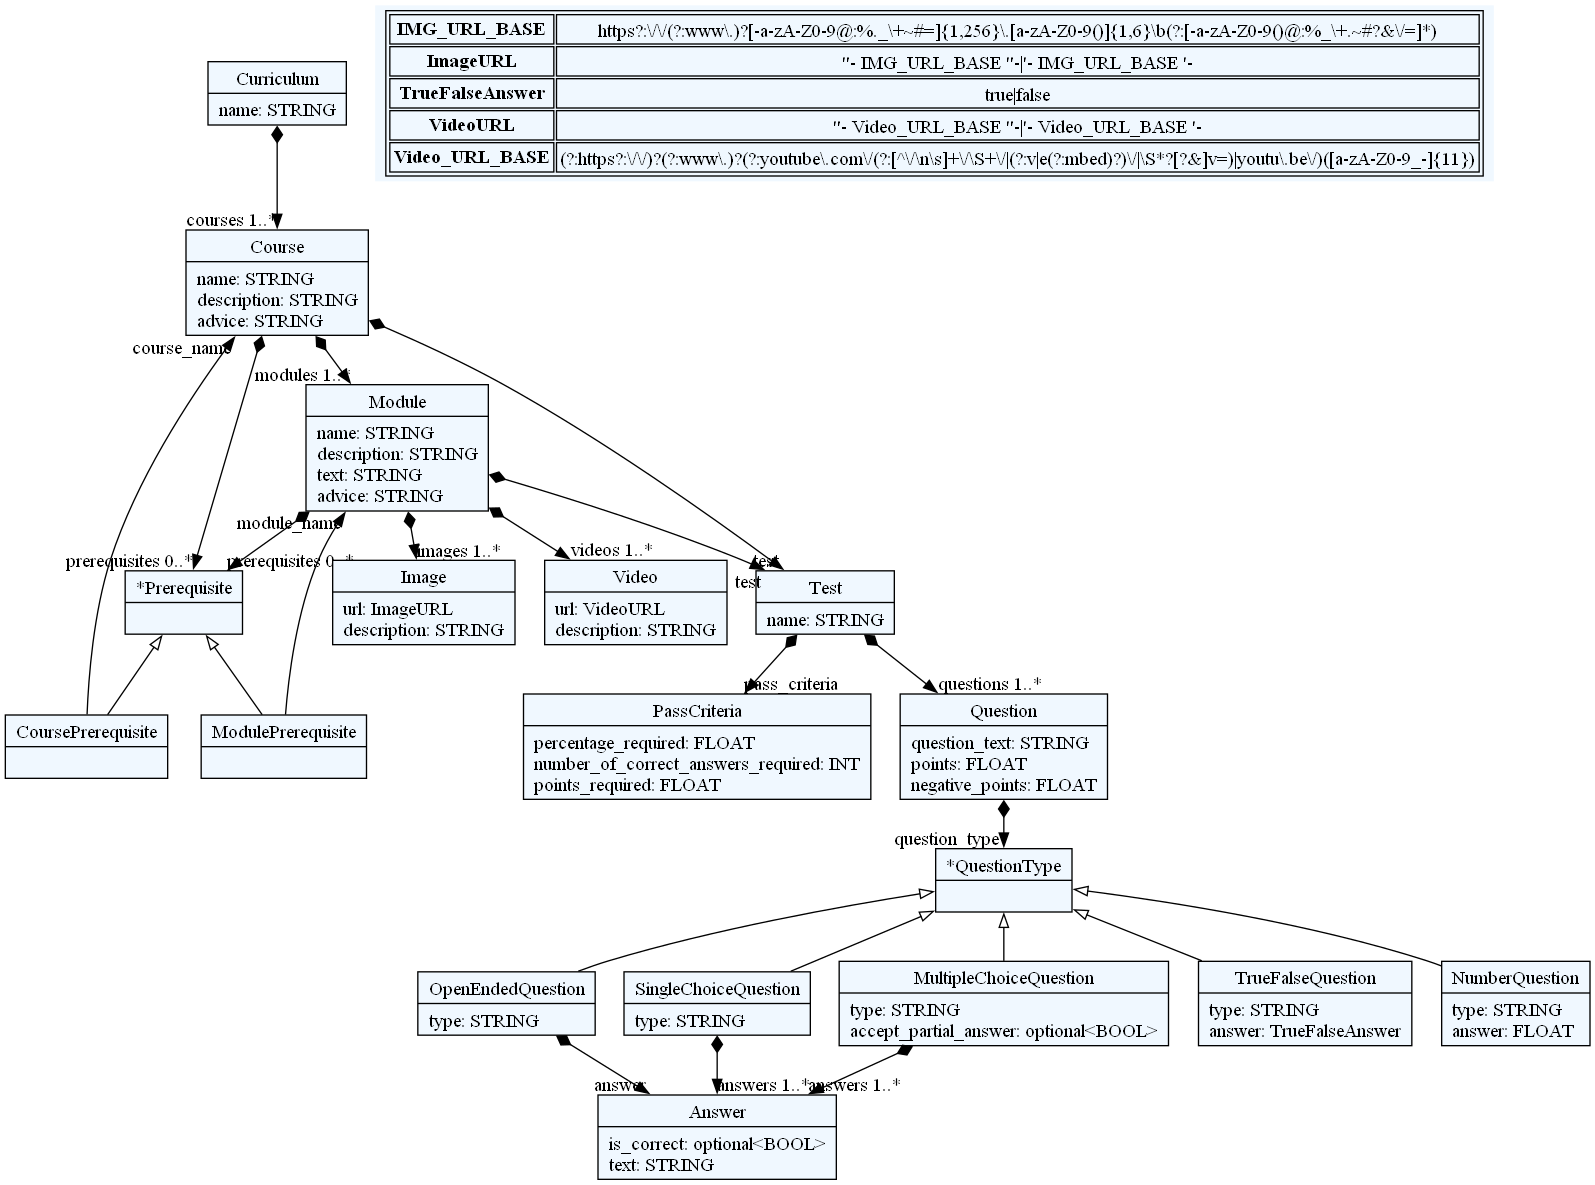 IMG_URL_BASE https?:\/\/(?:www\.)?[-a-zA-Z0-9@:%._\+~#=]{1,256}\.[a-zA-Z0-9()]{1,6}\b(?:[-a-zA-Z0-9()@:%_\+.~#?&\/=]*)
ImageURL "- IMG_URL_BASE "-|'- IMG_URL_BASE '-
TrueFalseAnswer true|false
VideoURL "- Video_URL_BASE "-|'- Video_URL_BASE '-
Video_URL_BASE (?:https?:\/\/)?(?:www\.)?(?:youtube\.com\/(?:[^\/\n\s]+\/\S+\/|(?:v|e(?:mbed)?)\/|\S*?[?&]v=)|youtu\.be\/)([a-zA-Z0-9_-]{11})
Curriculum
name: STRING
courses 1..*
Course
name: STRING
description: STRING
advice: STRING
course_name
modules 1..*
Module
name: STRING
description: STRING
text: STRING
advice: STRING
module_name
prerequisites 0..*
prerequisites 0..*
images 1..*
videos 1..*
test
test
*Prerequisite
Image
url: ImageURL
description: STRING
Video
url: VideoURL
description: STRING
Test
name: STRING
pass_criteria
questions 1..*
CoursePrerequisite
ModulePrerequisite
PassCriteria
percentage_required: FLOAT
number_of_correct_answers_required: INT
points_required: FLOAT
Question
question_text: STRING
points: FLOAT
negative_points: FLOAT
question_type
*QuestionType
OpenEndedQuestion
type: STRING
SingleChoiceQuestion
type: STRING
MultipleChoiceQuestion
type: STRING
accept_partial_answer: optional<BOOL>
TrueFalseQuestion
type: STRING
answer: TrueFalseAnswer
NumberQuestion
type: STRING
answer: FLOAT
answer
answers 1..*
answers 1..*
Answer
is_correct: optional<BOOL>
text: STRING